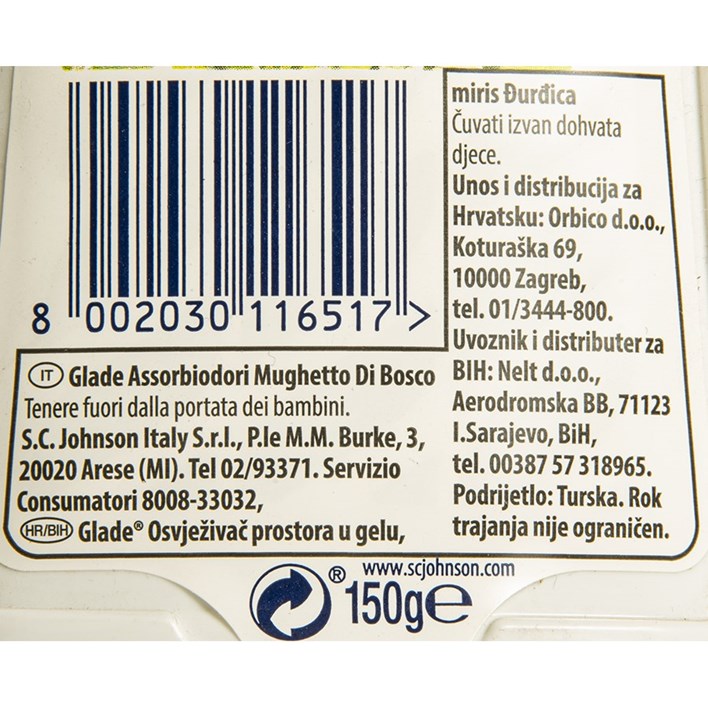 8 002030 116517 >
IT Glade Assorbiodori Mughetto Di Bosco
Tenere fuori dalla portata dei bambini.
S.C. Johnson Italy S.r.l., P.le M.M. Burke, 3,
20020 Arese (MI). Tel 02/93371. Servizio
Consumatori 8008-33032,
HR/BIH Glade® Osvježivač prostora u gelu,
miris Đurđica
Čuvati izvan dohvata
djece.
Unos i distribucija za
Hrvatsku: Orbico d.o.o.,
Koturaška 69,
10000 Zagreb,
tel. 01/3444-800.
Uvoznik i distributer za
BIH: Nelt d.o.o.,
Aerodromska BB, 71123
I.Sarajevo, BiH,
tel. 00387 57 318965.
Podrijetlo: Turska. Rok
trajanja nije ograničen.
www.scjohnson.com
® 150g℮